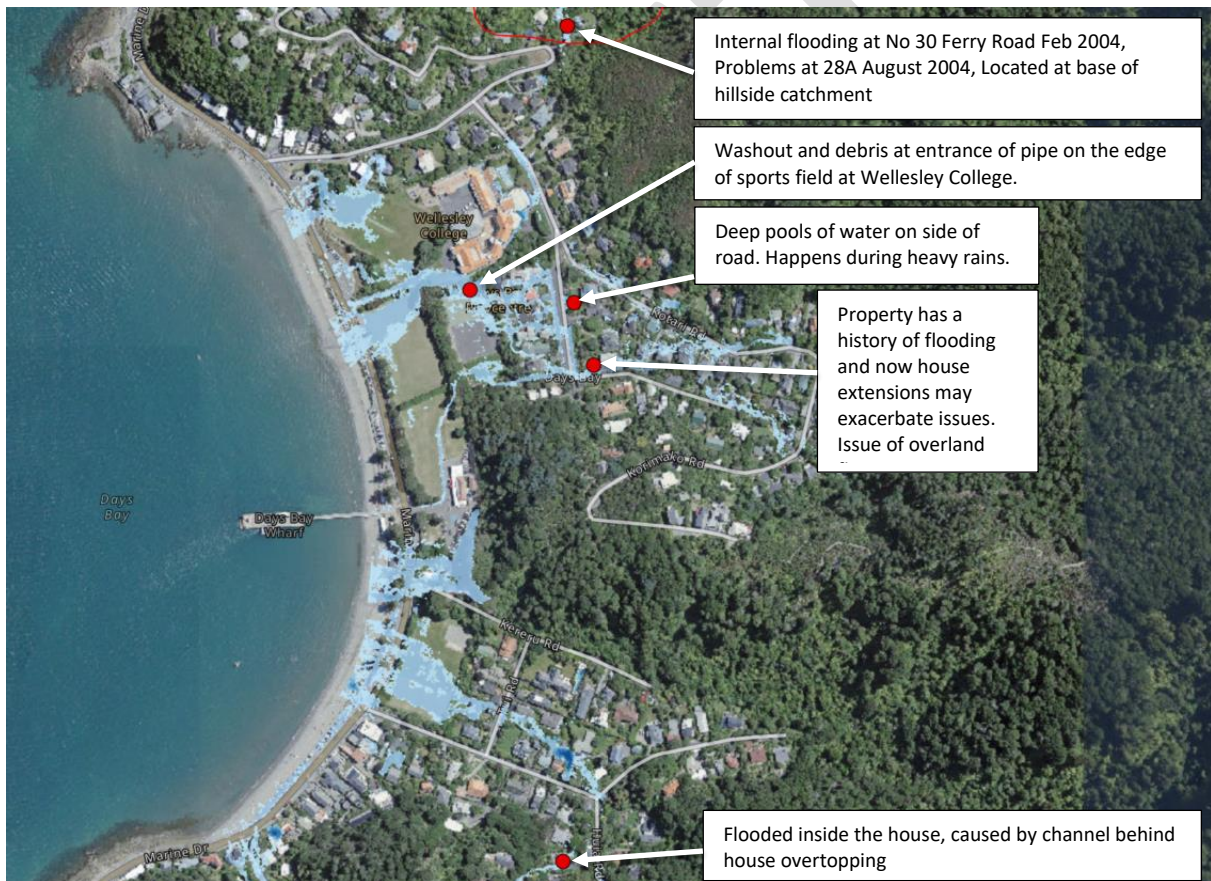 Internal flooding at No 30 Ferry Road Feb 2004,
Problems at 28A August 2004, Located at base of
hillside catchment
Marine D
Washout and debris at entrance of pipe on the edge
of sports field at Wellesley College.
Wellesley
College
Deep pools of water on side of
road. Happens during heavy rains.
Kotari Rd
Property has a
history of flooding
and now house
extensions may
exacerbate issues.
Issue of overland
Days Bay
Korimako Rd
Days
Bay
Days Bay
Wharf
Marine
Kereru Rd
Marine Dr
Flooded inside the house, caused by channel behind
house overtopping